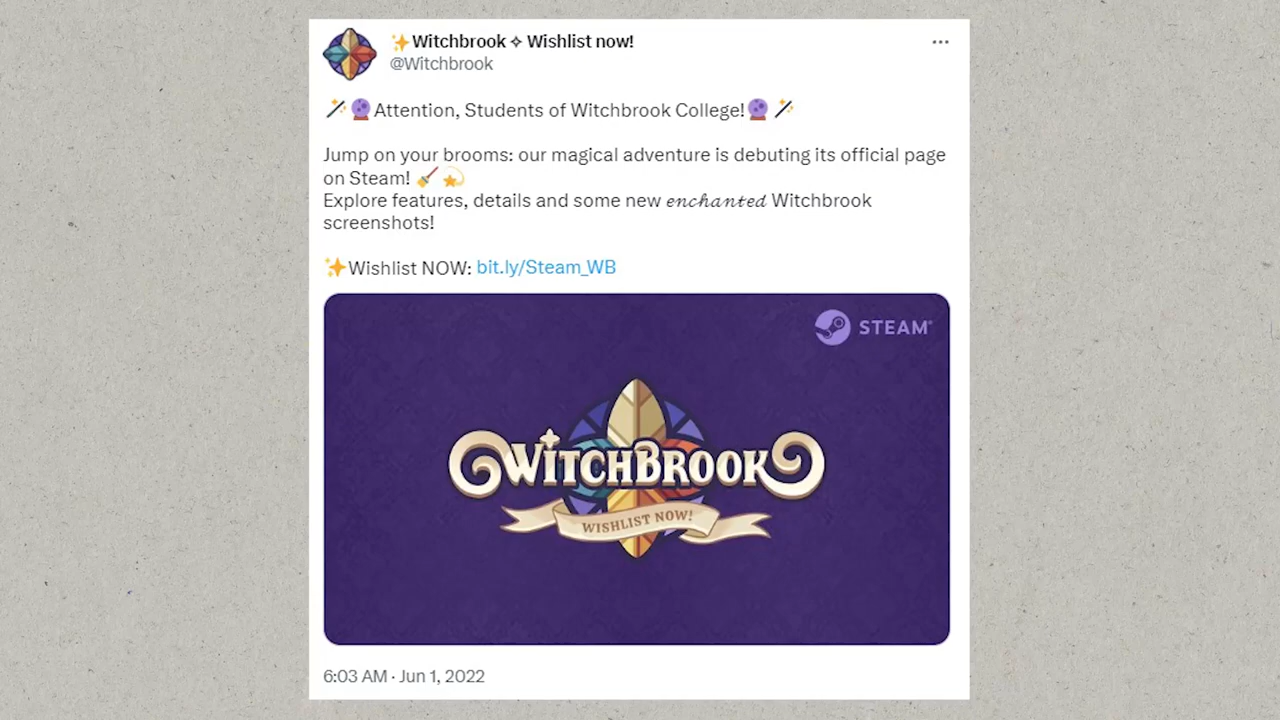 ✨Witchbrook ✧ Wishlist now!
@Witchbrook
🪄🔮Attention, Students of Witchbrook College!🔮🪄
Jump on your brooms: our magical adventure is debuting its official page
on Steam! 🧹💫
Explore features, details and some new 𝓮𝓷𝓬𝓱𝓪𝓷𝓽𝓮𝓭 Witchbrook
screenshots!
✨Wishlist NOW: bit.ly/Steam_WB
STEAM®
WITCHBROOK
WISHLIST NOW!
6:03 AM · Jun 1, 2022